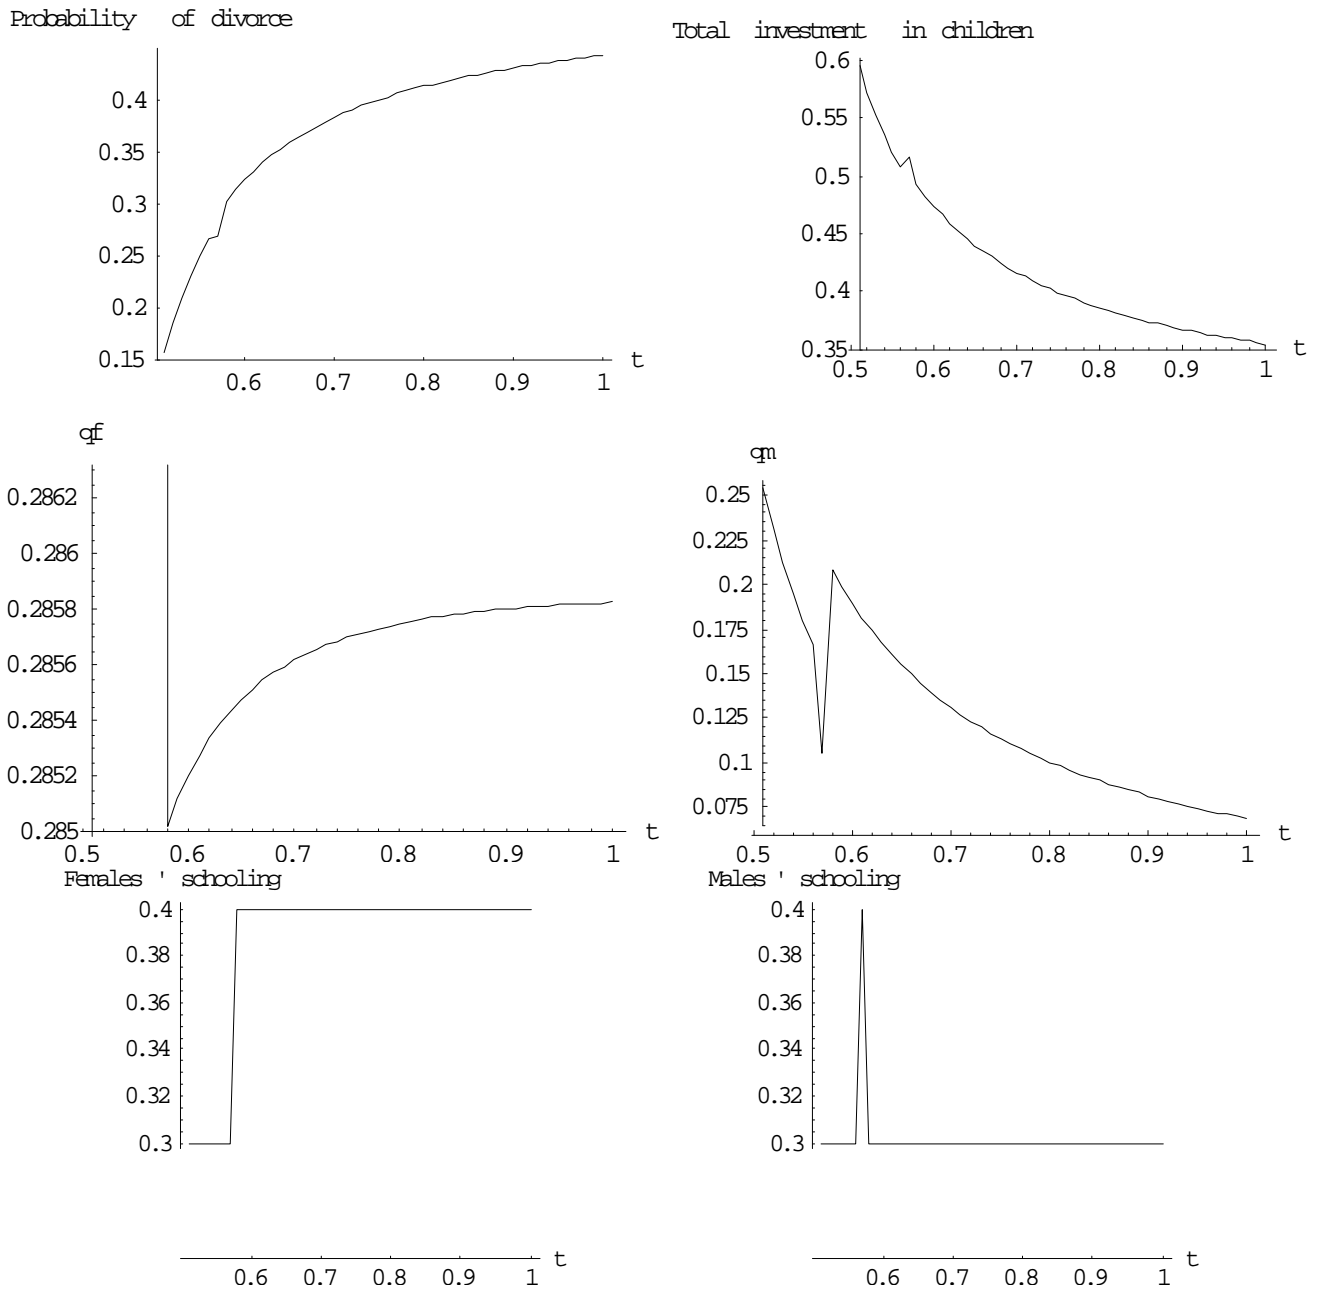 Probability of divorce
0.4
0.35
0.3
0.25
0.2
0.15
0.6 0.7 0.8 0.9 1
t
Total investment in children
0.6
0.55
0.5
0.45
0.4
0.35
0.5 0.6 0.7 0.8 0.9 1
t
qf
0.2862
0.286
0.2858
0.2856
0.2854
0.2852
0.285
0.5 0.6 0.7 0.8 0.9 1
t
qm
0.25
0.225
0.2
0.175
0.15
0.125
0.1
0.075
0.5 0.6 0.7 0.8 0.9 1
t
Females ' schooling
0.4
0.38
0.36
0.34
0.32
0.3
0.6 0.7 0.8 0.9 1
t
Males ' schooling
0.4
0.38
0.36
0.34
0.32
0.3
0.6 0.7 0.8 0.9 1
t